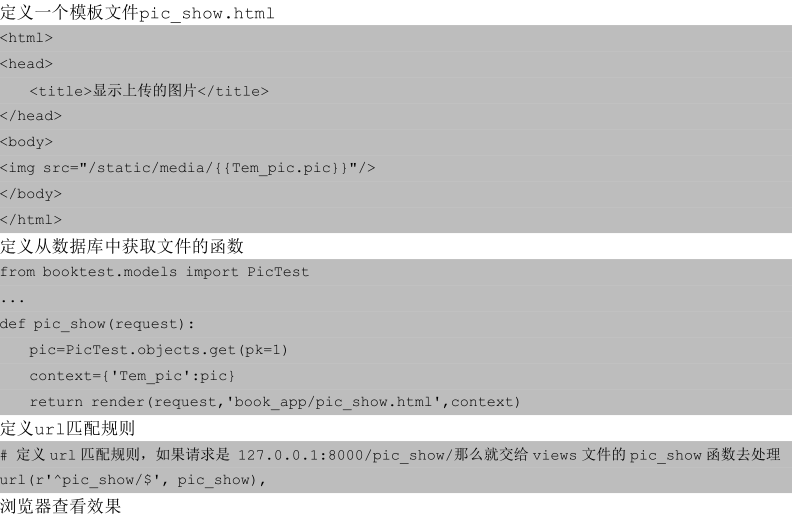 定义一个模板文件pic_show.html
<html>
<head>
<title>显示上传的图片</title>
</head>
<body>
<img src="/static/media/{{Tem_pic.pic}}"/>
</body>
</html>
定义从数据库中获取文件的函数
from booktest.models import PicTest
...
def pic_show(request):
pic=PicTest.objects.get(pk=1)
context={'Tem_pic':pic}
return render(request,'book_app/pic_show.html',context)
定义url匹配规则
# 定义 url 匹配规则，如果请求是 127.0.0.1:8000/pic_show/那么就交给 views 文件的 pic_show 函数去处理
url(r'^pic_show/$', pic_show),
浏览器查看效果